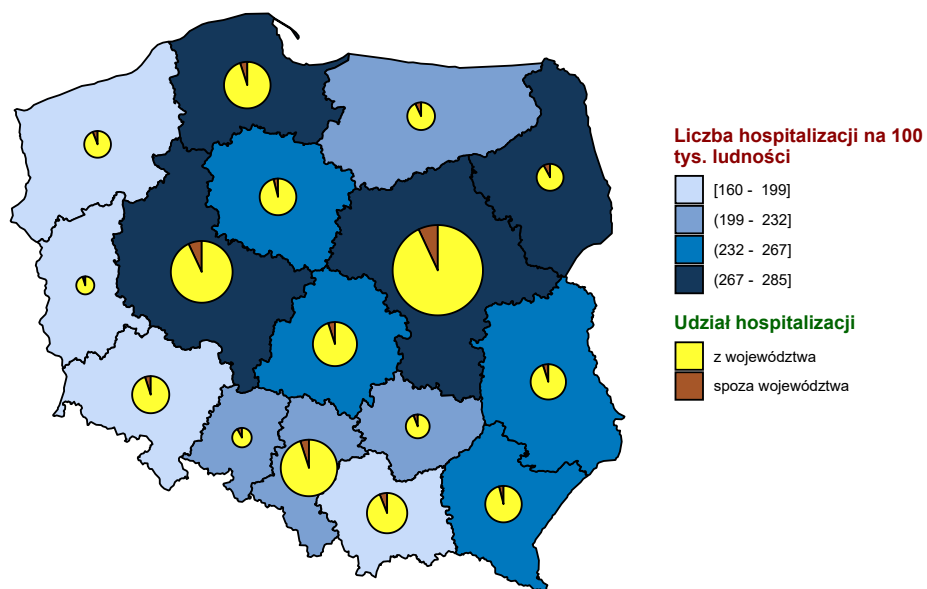 Liczba hospitalizacji na 100
tys. ludności
[160 - 199]
(199 - 232]
(232 - 267]
(267 - 285]
Udział hospitalizacji
z województwa
spoza województwa